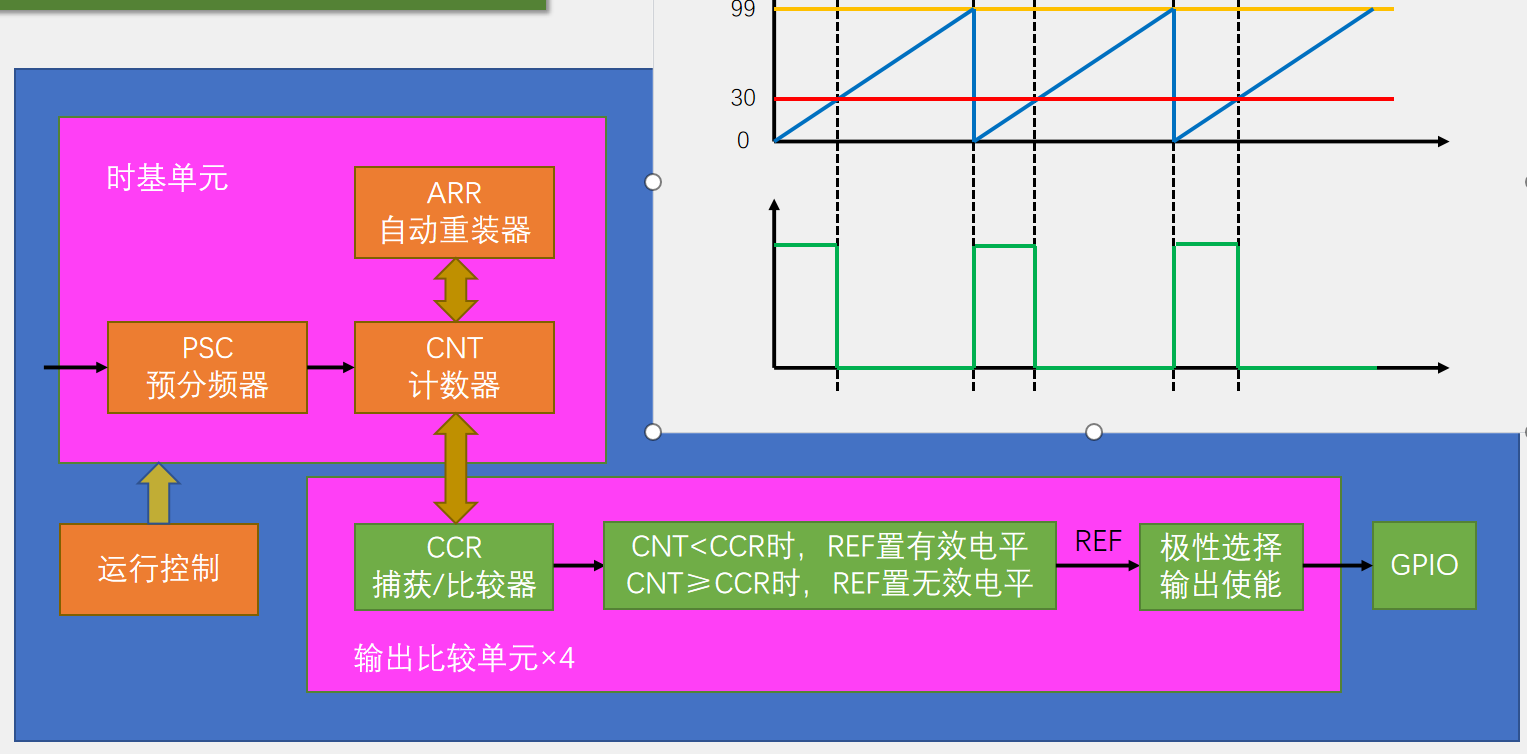 99
30
0
时基单元
ARR
自动重装器
PSC
预分频器
CNT
计数器
运行控制
CCR
捕获/比较器
CNT<CCR时，REF置有效电平
CNT≥CCR时，REF置无效电平
REF
极性选择
输出使能
GPIO
输出比较单元×4